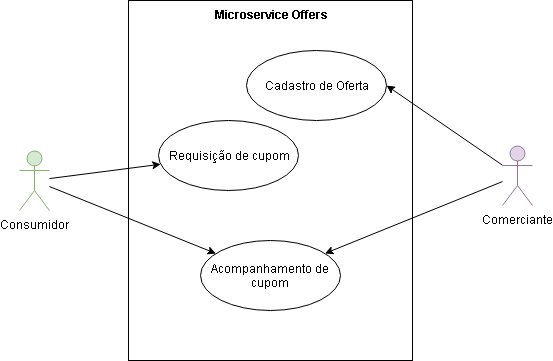 Microservice Offers
Cadastro de Oferta
Requisição de cupom
Consumidor
Comerciante
Acompanhamento de
cupom